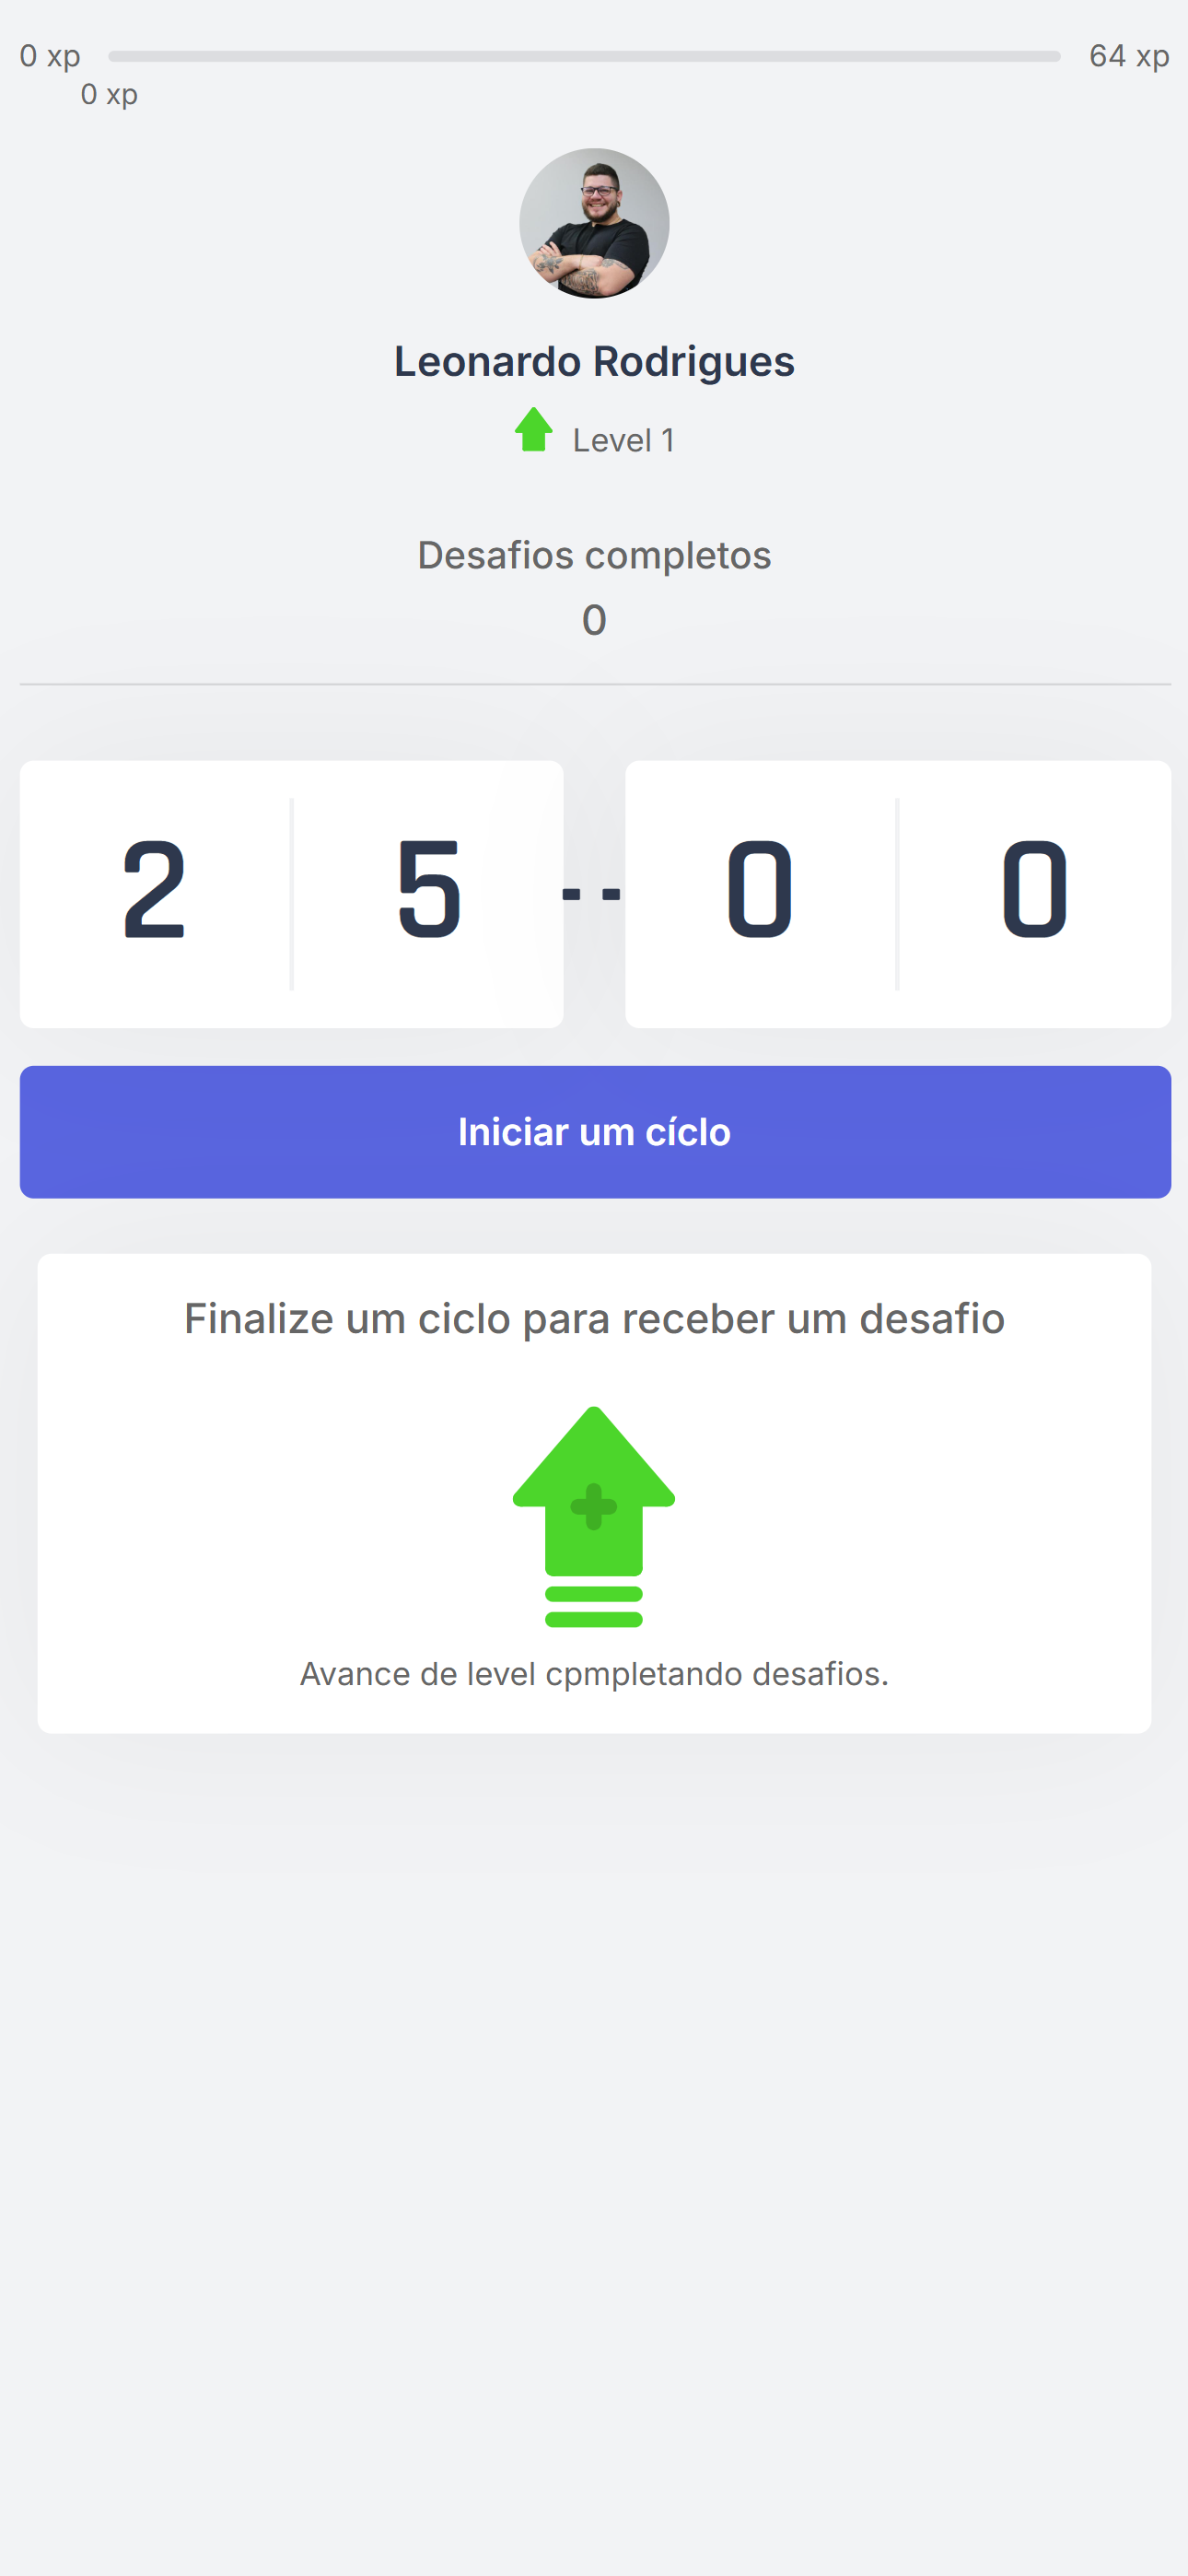 0 xp 64 xp
0 xp
Leonardo Rodrigues
Level 1
Desafios completos
0
2 5 -- 0 0
Iniciar um cíclo
Finalize um ciclo para receber um desafio
Avance de level cpmpletando desafios.